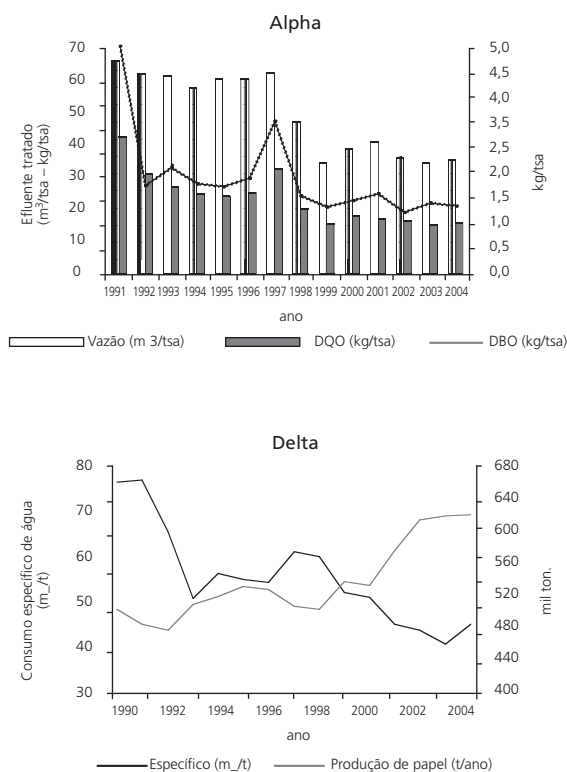 Alpha
Efluente tratado
(m³/tsa – kg/tsa)
70
60
50
40
30
20
10
0
5,0
4,5
4,0
3,5
3,0
2,5
2,0
1,5
1,0
0,5
0,0
kg/tsa
1991 1992 1993 1994 1995 1996 1997 1998 1999 2000 2001 2002 2003 2004
ano
Vazão (m 3/tsa) DQO (kg/tsa) DBO (kg/tsa)
Delta
Consumo específico de água
(m_/t)
80
70
60
50
40
30
680
640
600
560
520
480
440
400
mil ton.
1990 1992 1994 1996 1998 2000 2002 2004
ano
Específico (m_/t) Produção de papel (t/ano)